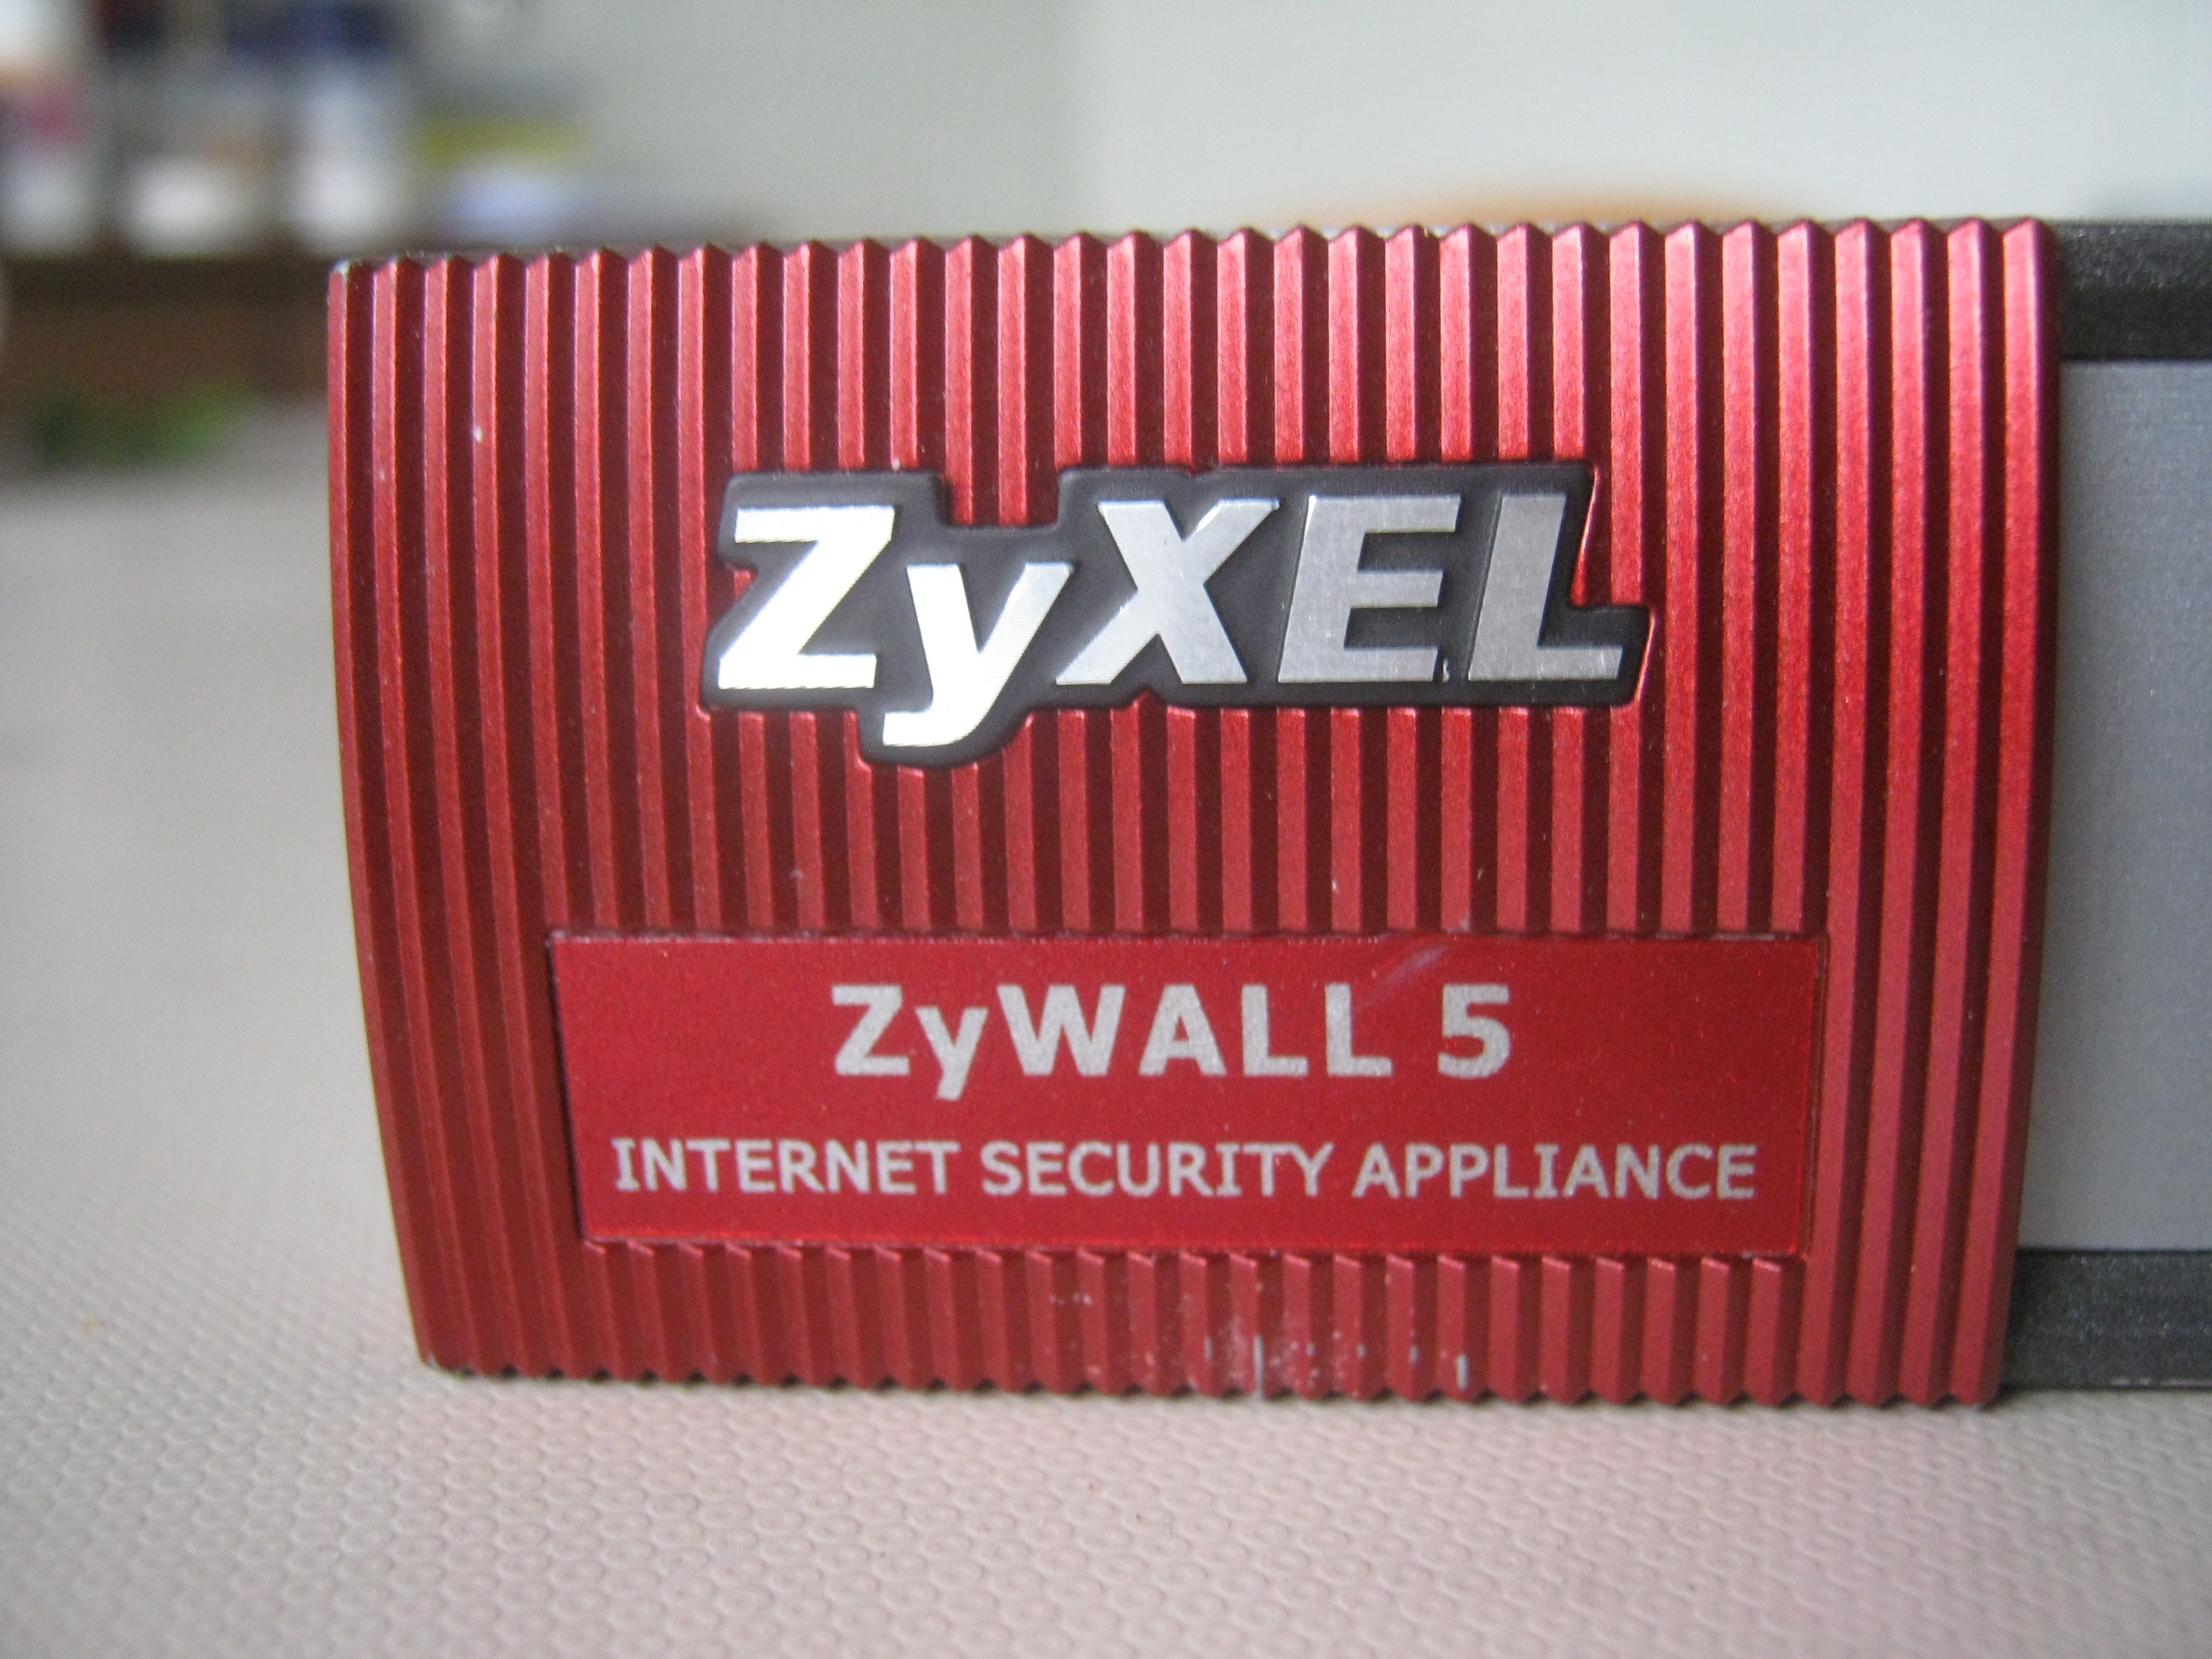 ZyXEL
ZyWALL 5
INTERNET SECURITY APPLIANCE